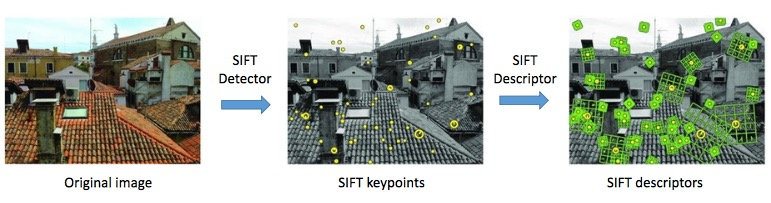 SIFT
Detector
SIFT
Descriptor
Original image
SIFT keypoints
SIFT descriptors